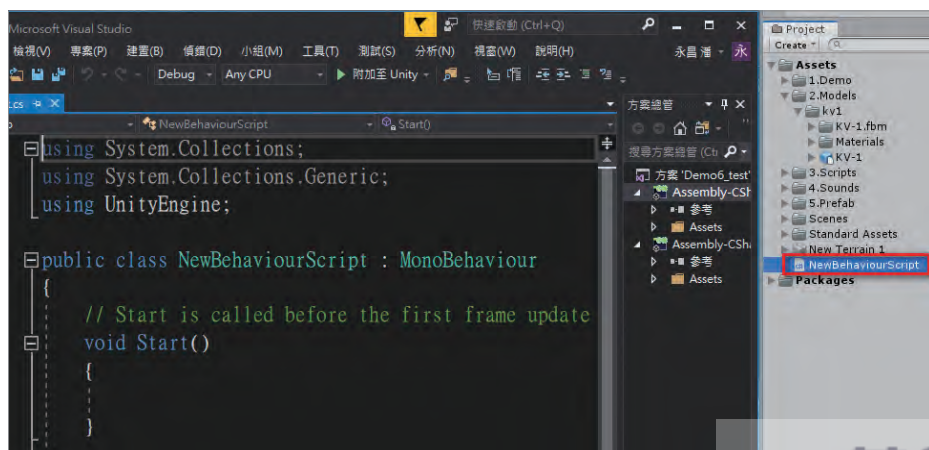 Microsoft Visual Studio
快速啟動 (Ctrl+Q)
檢視(V) 專案(P) 建置(B) 偵錯(D) 小組(M) 工具(T) 測試(S) 分析(N) 視窗(W) 說明(H)
永昌潘
永
Debug
Any CPU
附加至 Unity
.cs
NewBehaviourScript
Start()
using System.Collections;
using System.Collections.Generic;
using UnityEngine;
public class NewBehaviourScript : MonoBehaviour
{
// Start is called before the first frame update
void Start()
{
}
方案總管
搜尋方案總管 (Ctr
方案 'Demo6_test'
Assembly-CSh
參考
Assets
Assembly-CSha
參考
Assets
Project
Create
Assets
1.Demo
2.Models
kv1
KV-1.fbm
Materials
KV-1
3.Scripts
4.Sounds
5.Prefab
Scenes
Standard Assets
New Terrain 1
NewBehaviourScript
Packages